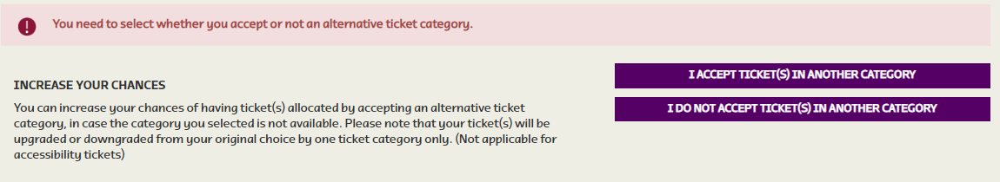 You need to select whether you accept or not an alternative ticket category.
INCREASE YOUR CHANCES
You can increase your chances of having ticket(s) allocated by accepting an alternative ticket
category, in case the category you selected is not available. Please note that your ticket(s) will be
upgraded or downgraded from your original choice by one ticket category only. (Not applicable for
accessibility tickets)
I ACCEPT TICKET(S) IN ANOTHER CATEGORY
I DO NOT ACCEPT TICKET(S) IN ANOTHER CATEGORY